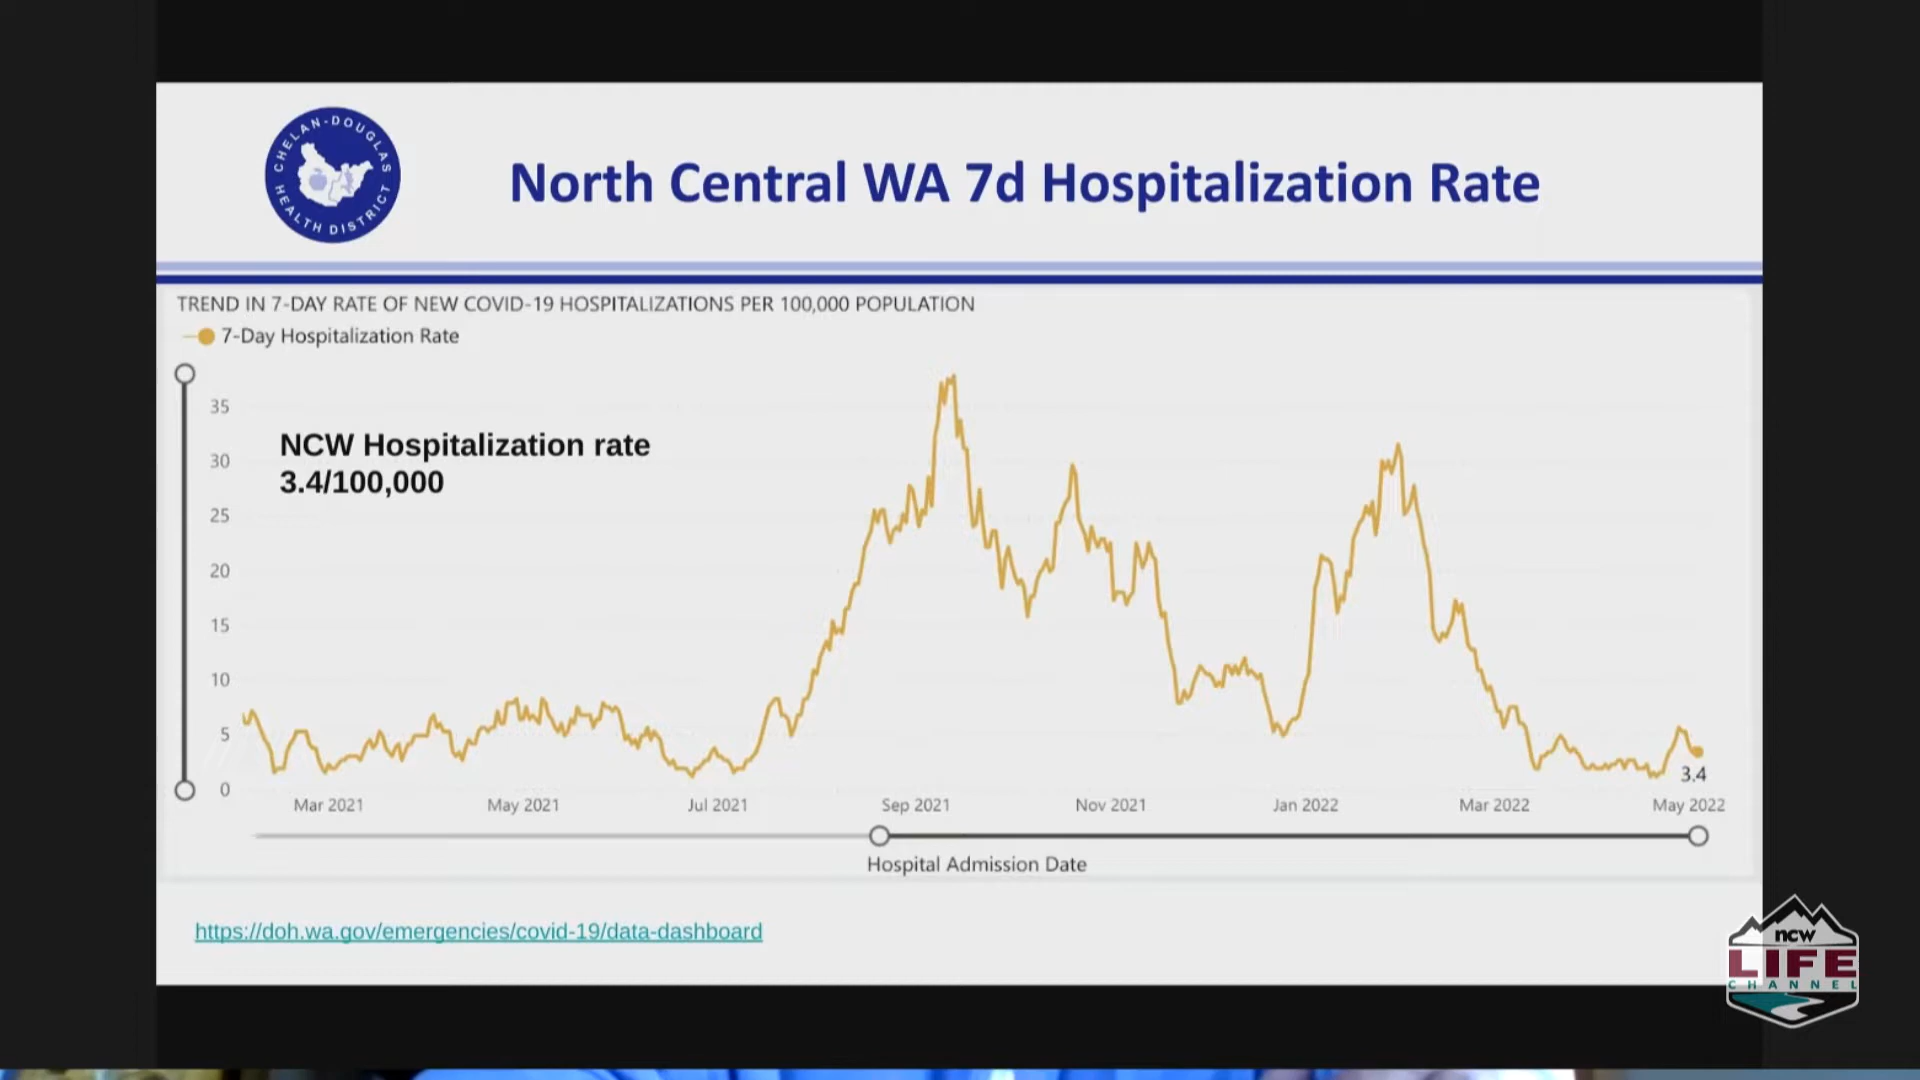 CHELAN-DOUGLAS
HEALTH DISTRICT
North Central WA 7d Hospitalization Rate
TREND IN 7-DAY RATE OF NEW COVID-19 HOSPITALIZATIONS PER 100,000 POPULATION
7-Day Hospitalization Rate
NCW Hospitalization rate
3.4/100,000
35
30
25
20
15
10
5
0
3.4
Mar 2021 May 2021 Jul 2021 Sep 2021 Nov 2021 Jan 2022 Mar 2022 May 2022
Hospital Admission Date
https://doh.wa.gov/emergencies/covid-19/data-dashboard
ncw
LIFE
CHANNEL